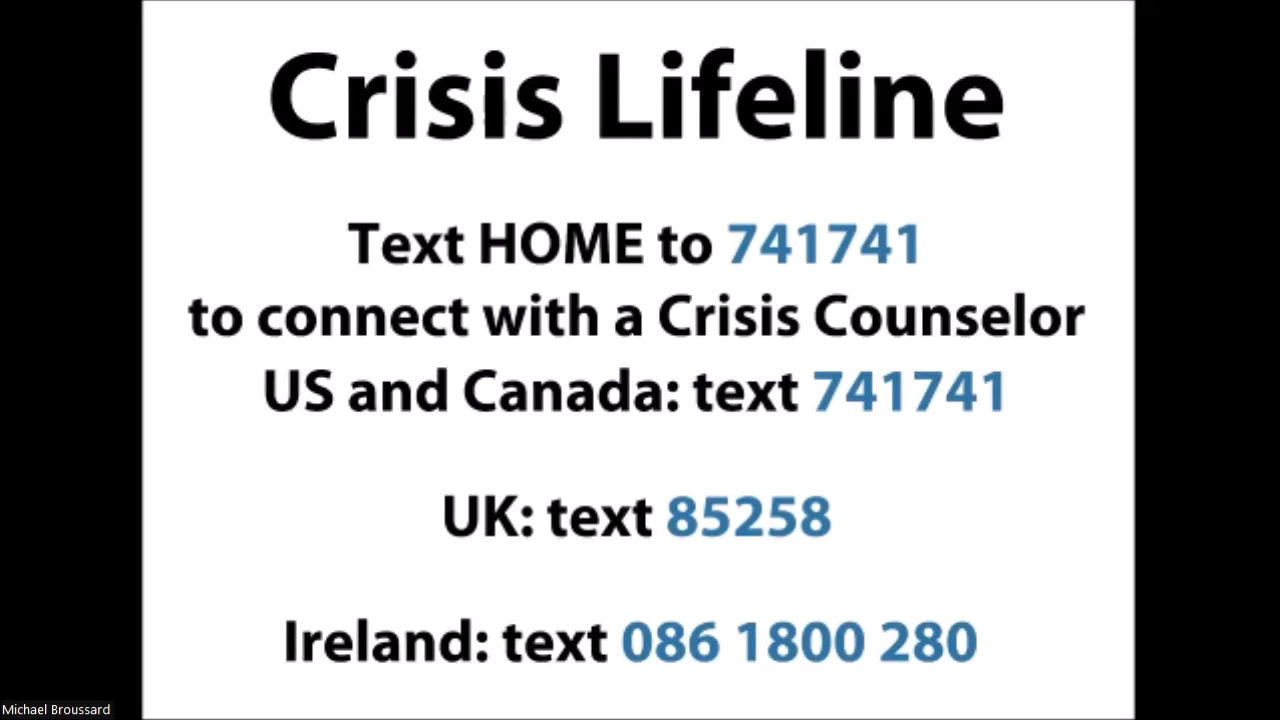 Crisis Lifeline
Text HOME to 741741
to connect with a Crisis Counselor
US and Canada: text 741741
UK: text 85258
Ireland: text 086 1800 280
Michael Broussard